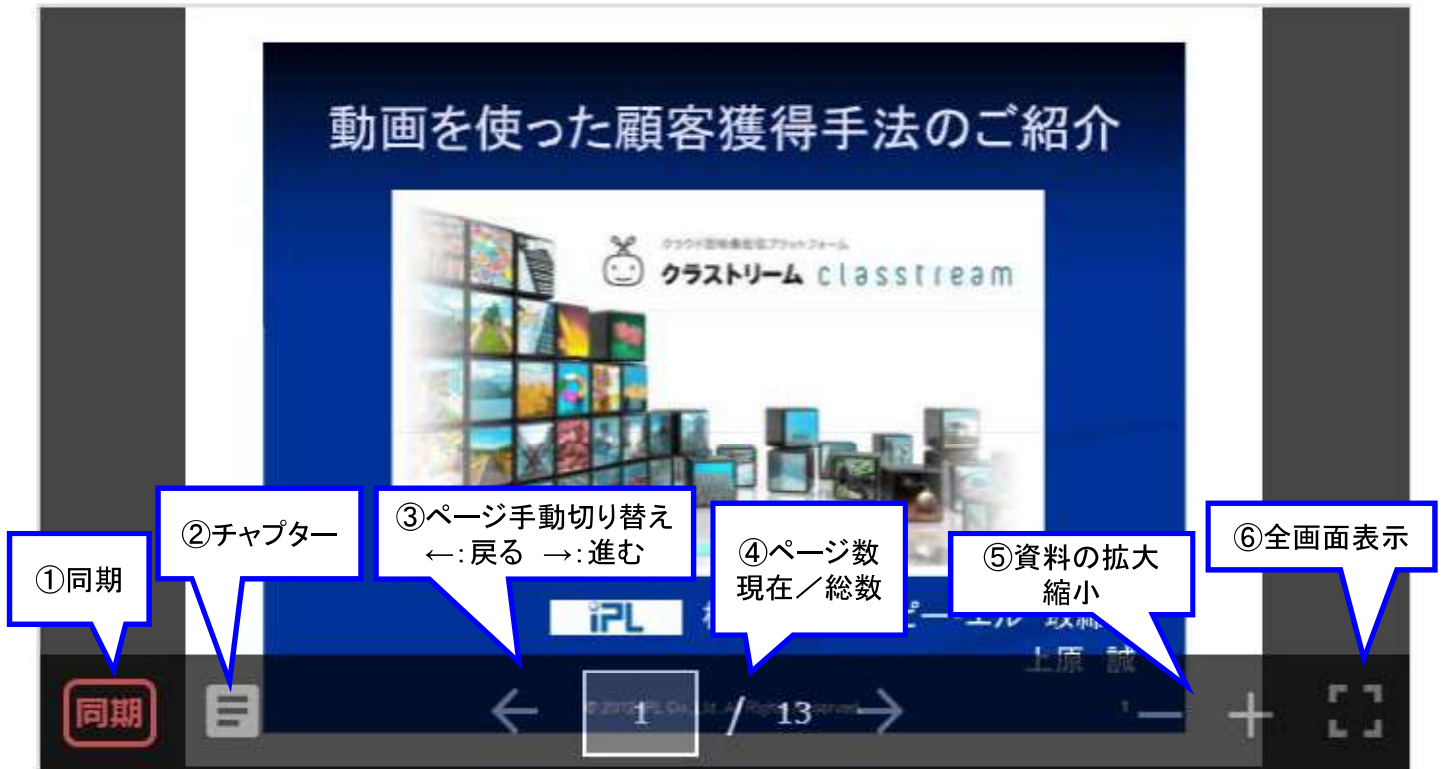 動画を使った顧客獲得手法のご紹介
クラウド型映像配信プラットフォーム
クラストリーム classtream
①同期
②チャプター
③ページ手動切り替え
←：戻る →：進む
④ページ数
現在／総数
⑤資料の拡大
縮小
⑥全画面表示
iPL
上原 誠
同期
← 1 / 13 →
1
− +